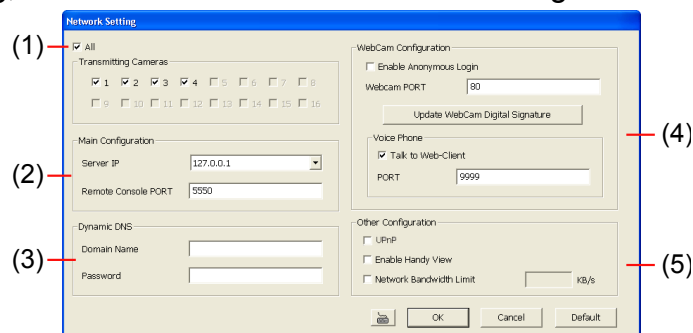 Network Setting
(1)
All
Transmitting Cameras
1 2 3 4 5 6 7 8
9 10 11 12 13 14 15 16
(2)
Main Configuration
Server IP 127.0.0.1
Remote Console PORT 5550
(3)
Dynamic DNS
Domain Name
Password
WebCam Configuration
Enable Anonymous Login
Webcam PORT 80
Update WebCam Digital Signature
(4)
Voice Phone
Talk to Web-Client
PORT 9999
Other Configuration
UPnP
Enable Handy View
(5)
Network Bandwidth Limit KB/s
OK Cancel Default